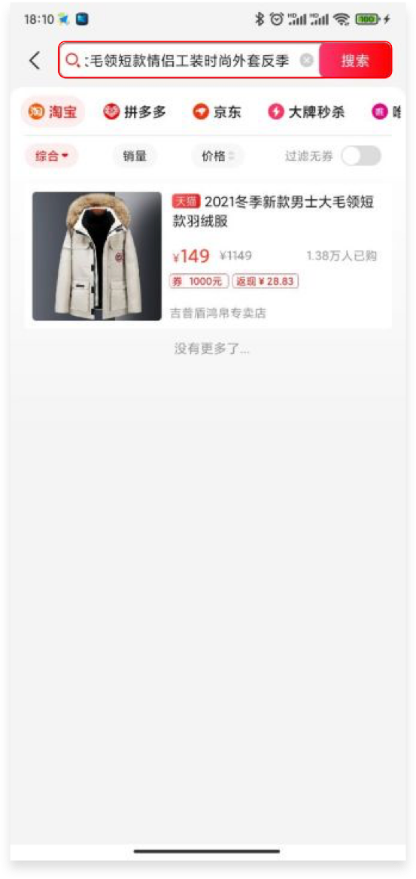 18:10
100
毛领短款情侣工装时尚外套反季 搜索
淘宝 拼多多 京东 大牌秒杀
综合 销量 价格 过滤无券
天猫 2021冬季新款男士大毛领短
款羽绒服
¥149 ¥1149 1.38万人已购
券 1000元 返现¥28.83
吉普盾鸿帛专卖店
没有更多了...